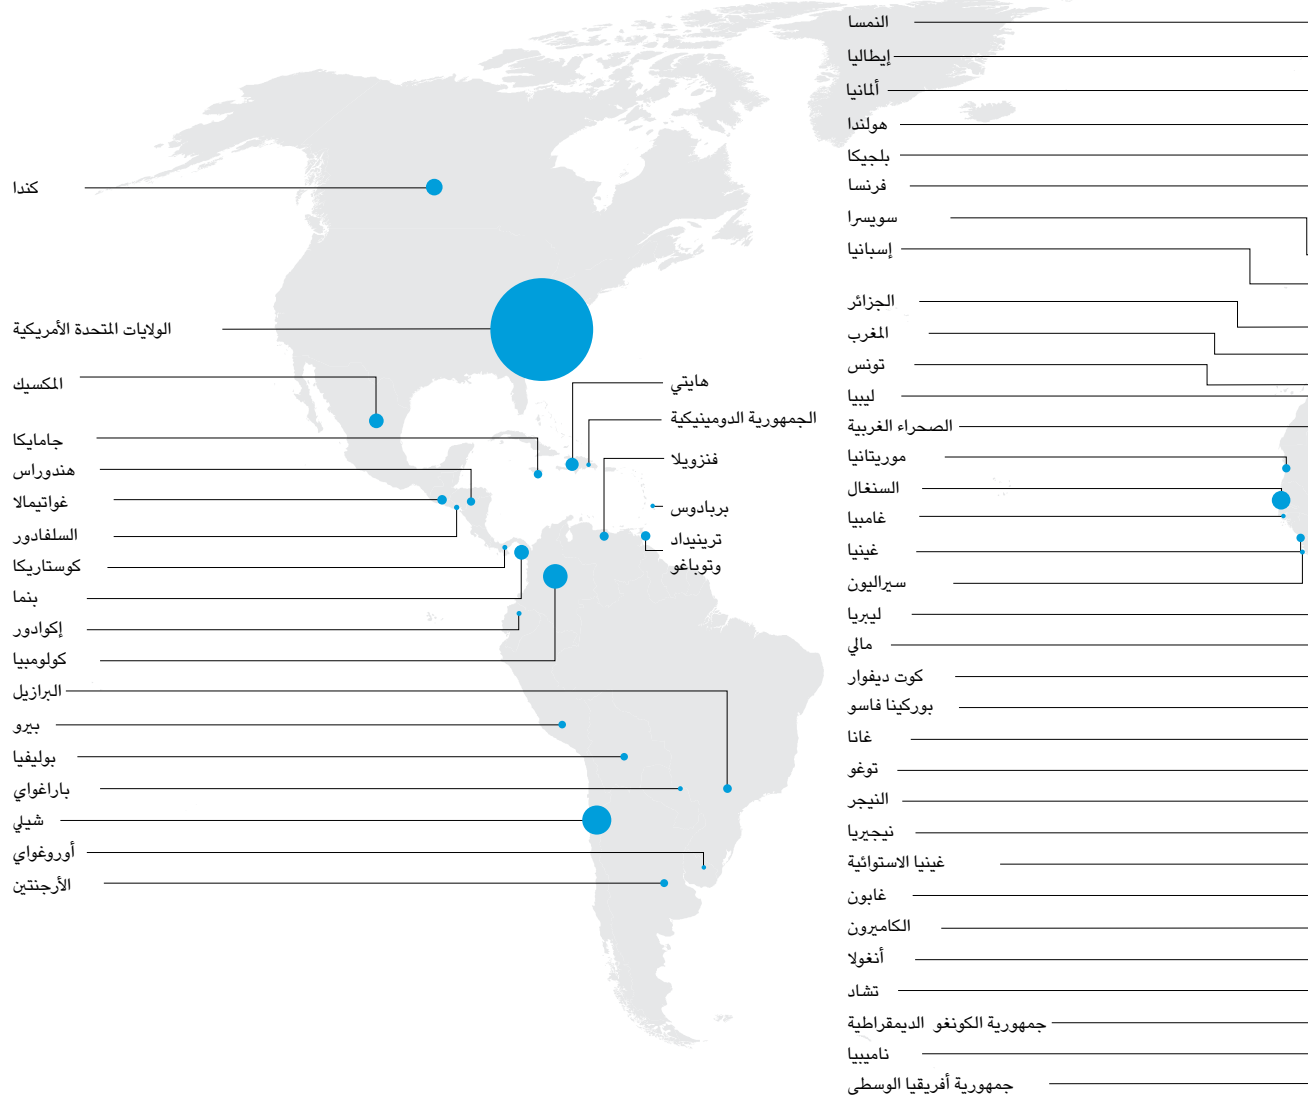 كندا
الولايات المتحدة الأمريكية
المكسيك
جامايكا
هندوراس
غواتيمالا
السلفادور
كوستاريكا
بنما
إكوادور
كولومبيا
البرازيل
بيرو
بوليفيا
باراغواي
شيلي
أوروغواي
الأرجنتين
هايتي
الجمهورية الدومينيكية
فنزويلا
بربادوس
ترينيداد
وتوباغو
النمسا
إيطاليا
ألمانيا
هولندا
بلجيكا
فرنسا
سويسرا
إسبانيا
الجزائر
المغرب
تونس
ليبيا
الصحراء الغربية
موريتانيا
السنغال
غامبيا
غينيا
سيراليون
ليبريا
مالي
كوت ديفوار
بوركينا فاسو
غانا
توغو
النيجر
نيجيريا
غينيا الاستوائية
غابون
الكاميرون
أنغولا
تشاد
جمهورية الكونغو الديمقراطية
ناميبيا
جمهورية أفريقيا الوسطى